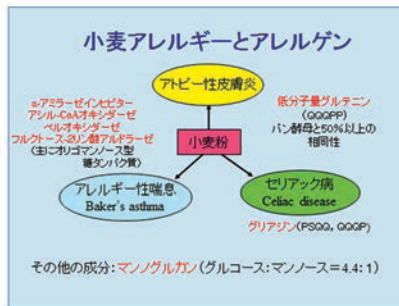 小麦アレルギーとアレルゲン
アトピー性皮膚炎
α-アミラーゼインヒビター
アシル-CoAオキシダーゼ
ペルオキシダーゼ
フルクトース-2リン酸アルドラーゼ
(主にオリゴマンノース型
糖タンパク質)
低分子量グルテニン
(QQQPP)
パン酵母と50%以上の
相同性
小麦粉
アレルギー性喘息
Baker's asthma
セリアック病
Celiac disease
グリアジン(PSQQ, QQQP)
その他の成分:マンノグルカン(グルコース:マンノース=4.4:1)